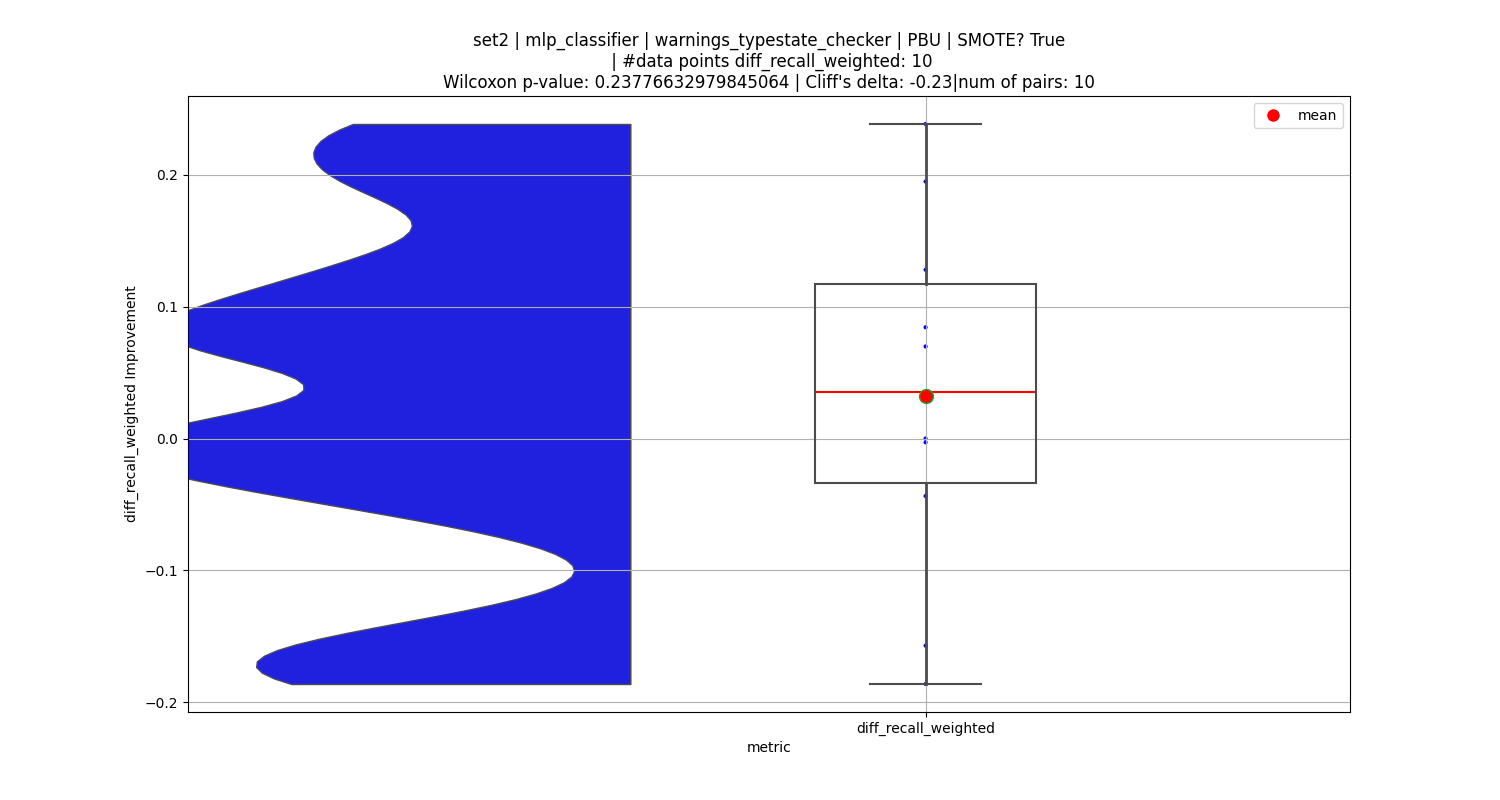 set2 | mlp_classifier | warnings_typestate_checker | PBU | SMOTE? True
| #data points diff_recall_weighted: 10
Wilcoxon p-value: 0.23776632979845064 | Cliff's delta: -0.23|num of pairs: 10
mean
0.2
0.1
0.0
−0.1
−0.2
diff_recall_weighted Improvement
diff_recall_weighted
metric